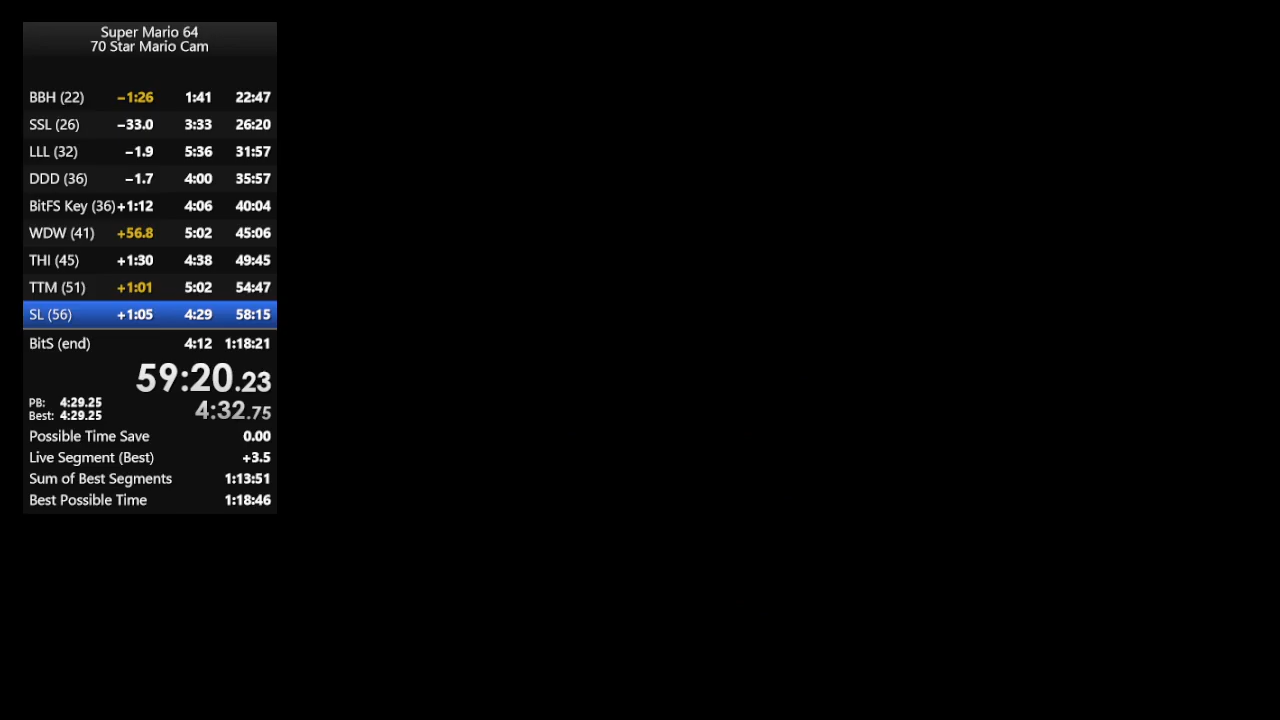 Super Mario 64
70 Star Mario Cam
BBH (22) −1:26 1:41 22:47
SSL (26) −33.0 3:33 26:20
LLL (32) −1.9 5:36 31:57
DDD (36) −1.7 4:00 35:57
BitFS Key (36) +1:12 4:06 40:04
WDW (41) +56.8 5:02 45:06
THI (45) +1:30 4:38 49:45
TTM (51) +1:01 5:02 54:47
SL (56) +1:05 4:29 58:15
BitS (end) 4:12 1:18:21
59:20.23
PB: 4:29.25
Best: 4:29.25
4:32.75
Possible Time Save 0.00
Live Segment (Best) +3.5
Sum of Best Segments 1:13:51
Best Possible Time 1:18:46